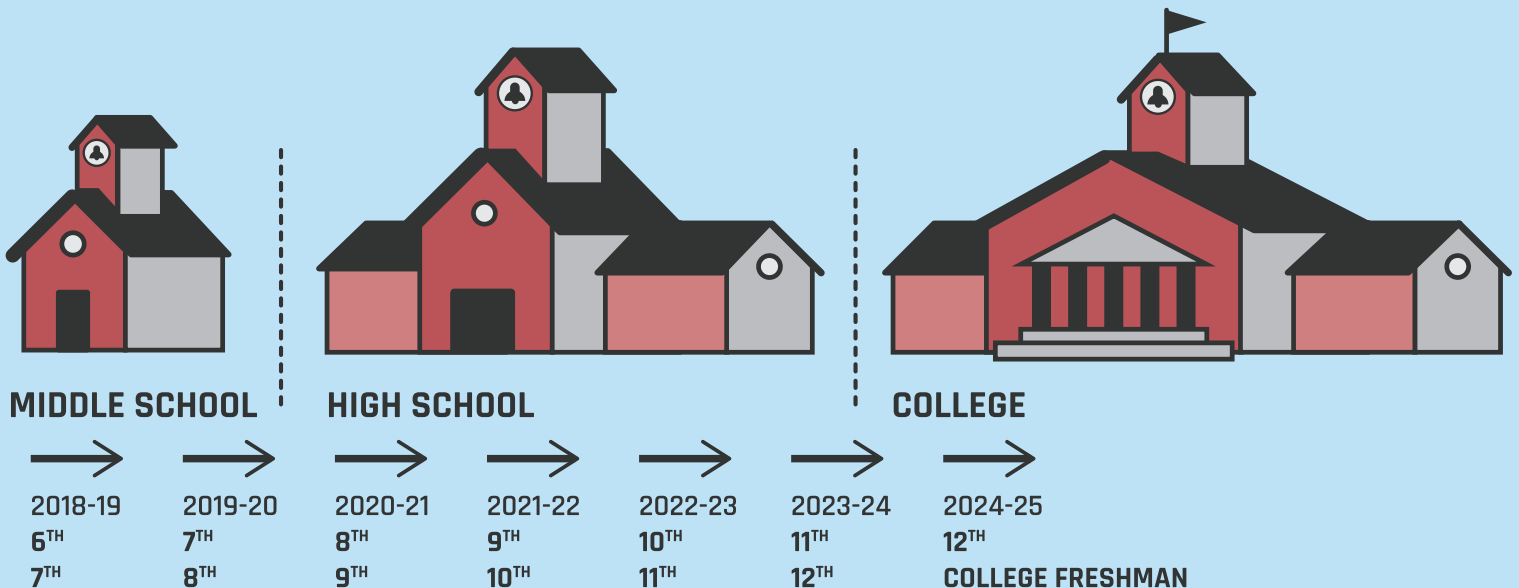 MIDDLE SCHOOL HIGH SCHOOL COLLEGE
2018-19 2019-20 2020-21 2021-22 2022-23 2023-24 2024-25
6TH 7TH 8TH 9TH 10TH 11TH 12TH
7TH 8TH 9TH 10TH 11TH 12TH COLLEGE FRESHMAN